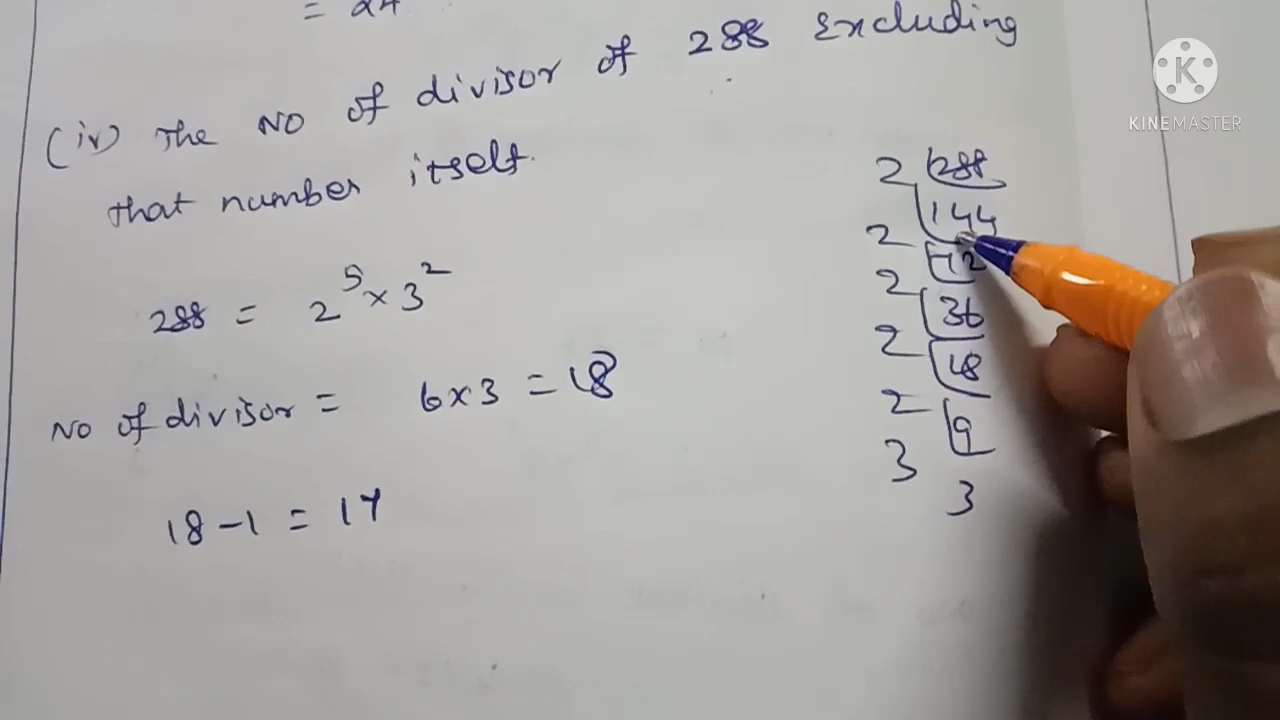 = 24
(iv) The NO of divisor of 288 Excluding
that number itself.
288 = 2^5 × 3^2
No of divisor = 6 × 3 = 18
18 - 1 = 17
2 288
2 144
2 72
2 36
2 18
3 9
3
K
KINEMASTER